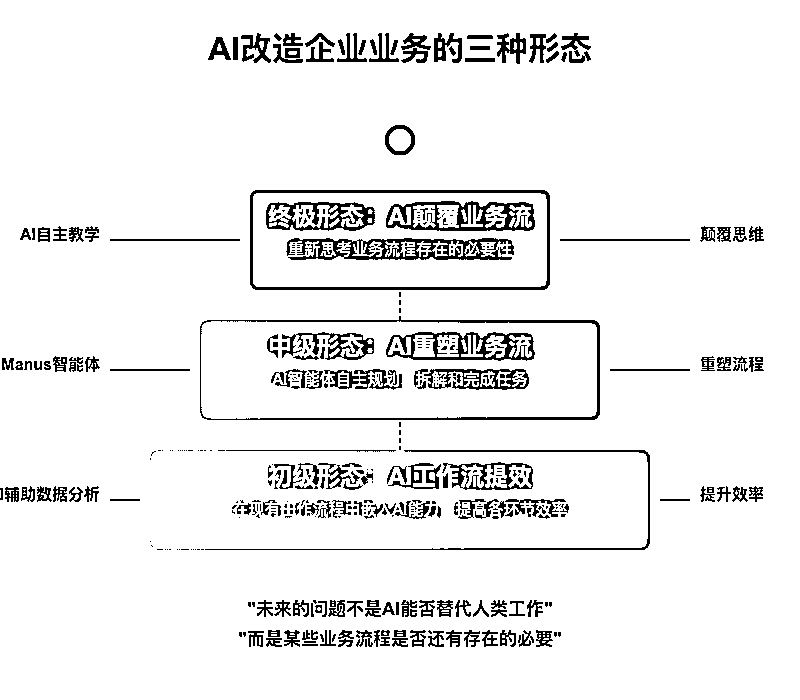 AI改造企业业务的三种形态
终极形态：AI颠覆业务流
重新思考业务流程存在的必要性
AI自主教学
颠覆思维
中级形态：AI重塑业务流
AI智能体自主规划、拆解和完成任务
Manus智能体
重塑流程
初级形态：AI工作流提效
在现有工作流程中嵌入AI能力，提高各环节效率
辅助数据分析
提升效率
"未来的问题不是AI能否替代人类工作"
"而是某些业务流程是否还有存在的必要"